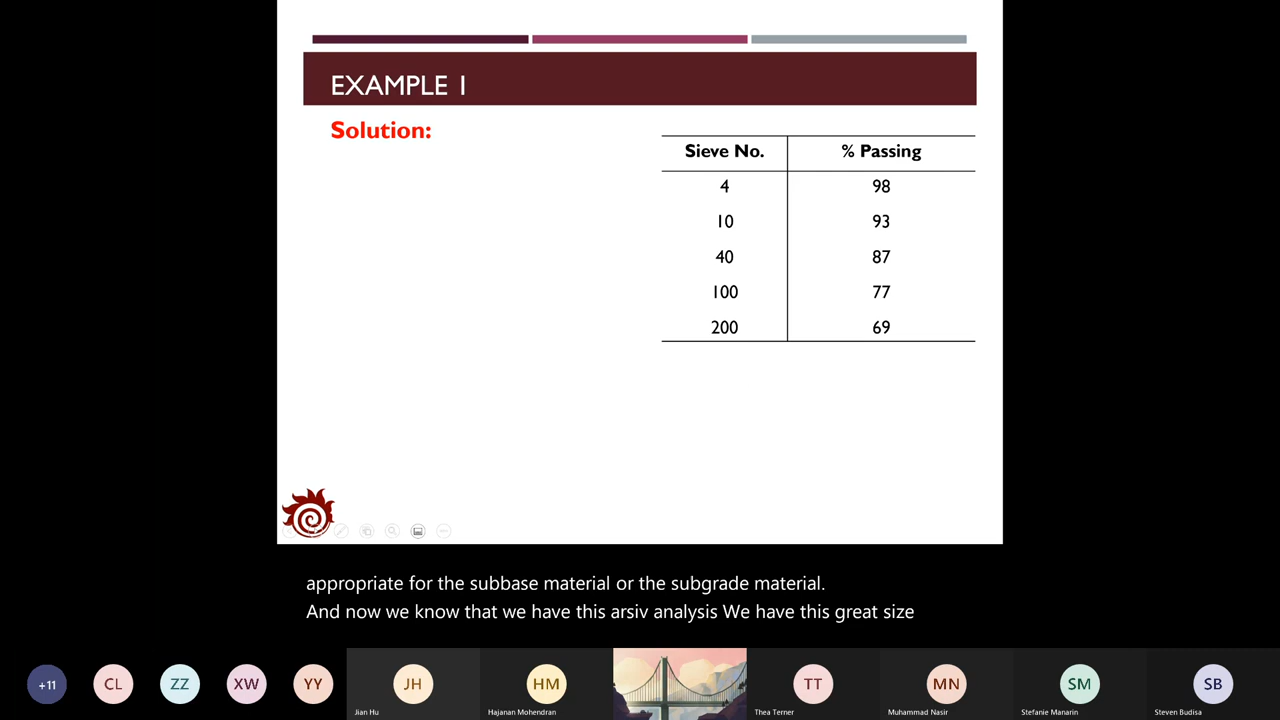 EXAMPLE 1
Solution:
Sieve No. % Passing
4 98
10 93
40 87
100 77
200 69
appropriate for the subbase material or the subgrade material.
And now we know that we have this arsiv analysis We have this great size
+11 CL ZZ XW YY JH HM TT MN SM SB
Jian Hu Hajanan Mohendran Thea Terner Muhammad Nasir Stefanie Manarin Steven Budisa